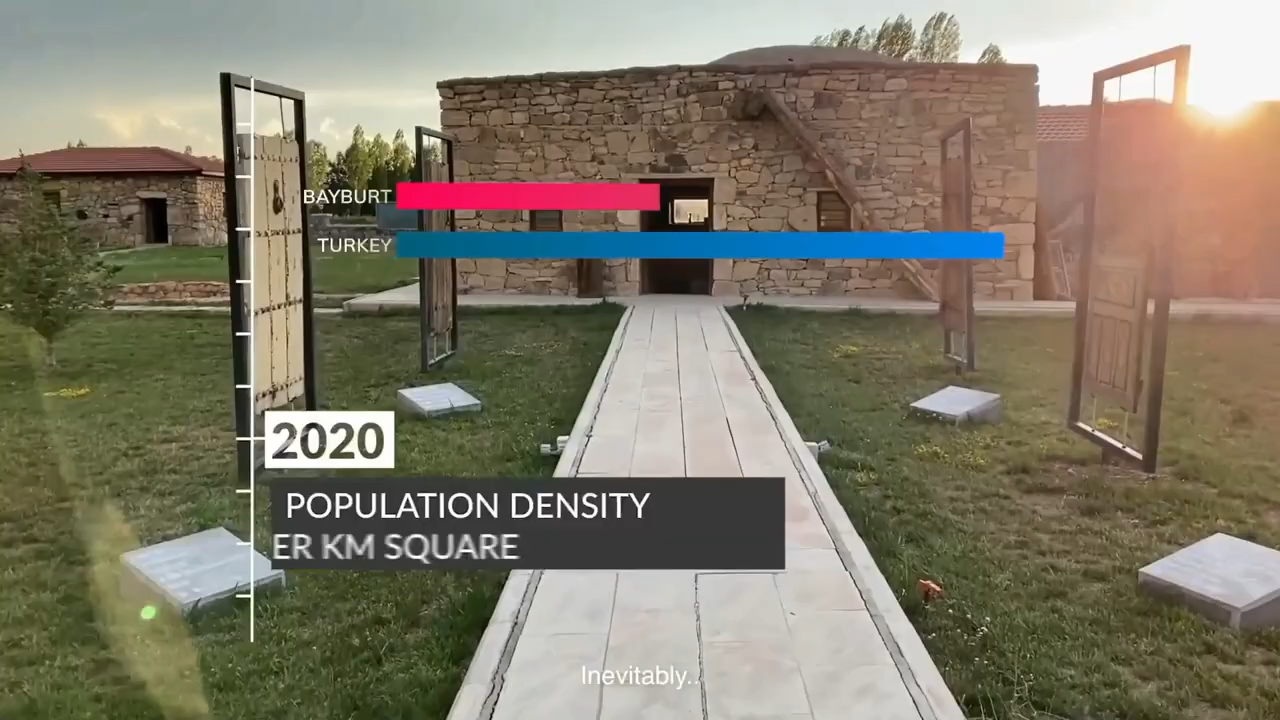 BAYBURT
TURKEY
2020
POPULATION DENSITY
ER KM SQUARE
Inevitably..